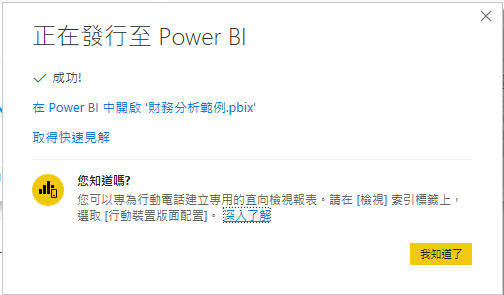 正在發行至 Power BI
成功!
在 Power BI 中開啟 '財務分析範例.pbix'
取得快速見解
您知道嗎?
您可以專為行動電話建立專用的直向檢視報表。請在 [檢視] 索引標籤上，
選取 [行動裝置版面配置]。 深入了解
我知道了